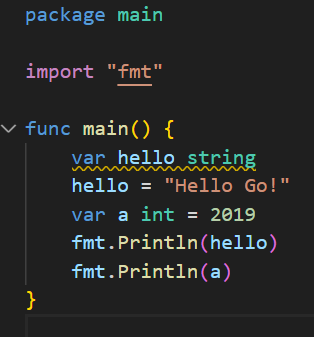 package main
import "fmt"
func main() {
var hello string
hello = "Hello Go!"
var a int = 2019
fmt.Println(hello)
fmt.Println(a)
}